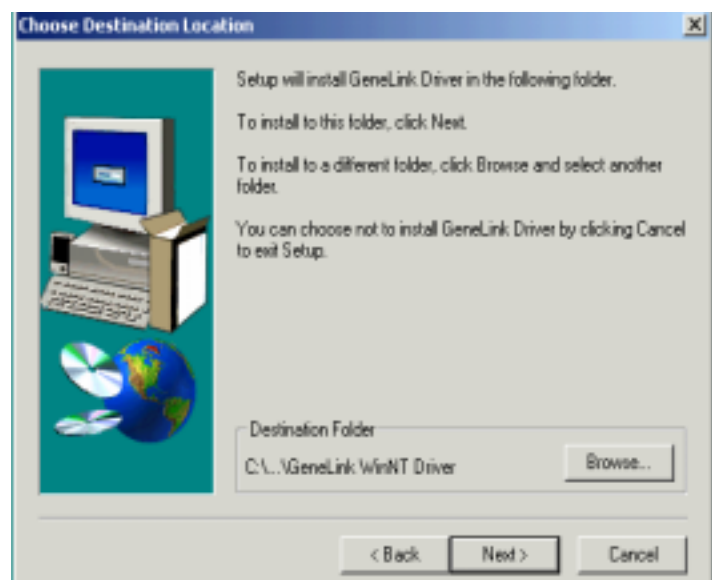 Choose Destination Location
Setup will install GeneLink Driver in the following folder.
To install to this folder, click Next.
To install to a different folder, click Browse and select another
folder.
You can choose not to install GeneLink Driver by clicking Cancel
to exit Setup.
Destination Folder
C:\...\GeneLink WinNT Driver
Browse...
< Back
Next >
Cancel